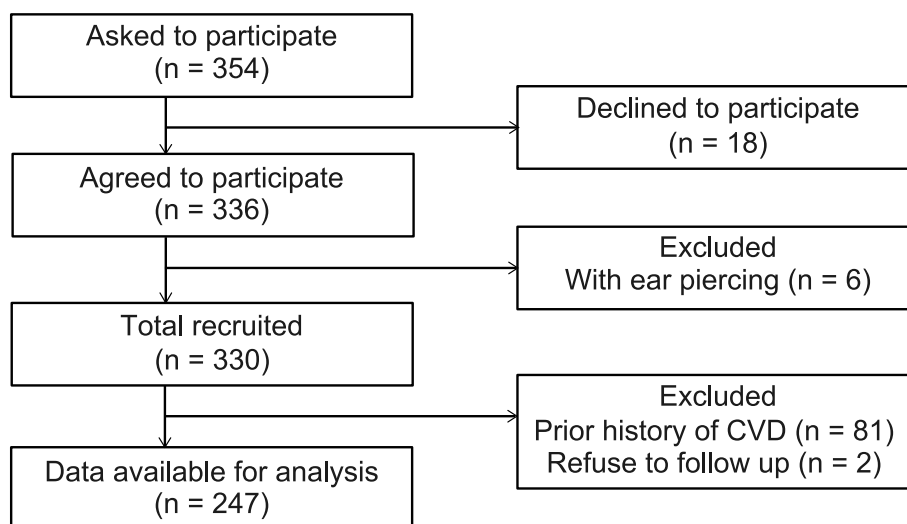 Asked to participate
(n = 354)
Declined to participate
(n = 18)
Agreed to participate
(n = 336)
Excluded
With ear piercing (n = 6)
Total recruited
(n = 330)
Excluded
Prior history of CVD (n = 81)
Refuse to follow up (n = 2)
Data available for analysis
(n = 247)